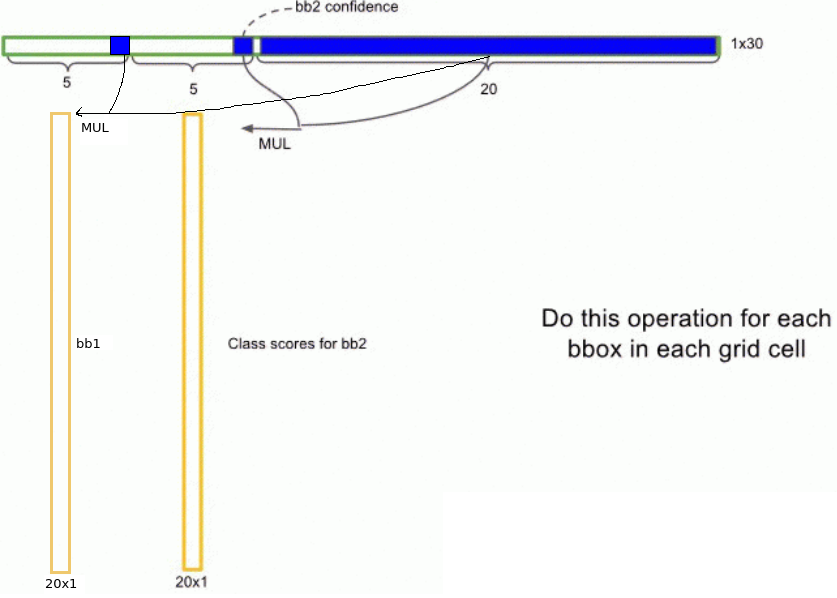 bb2 confidence
1x30
5
5
20
MUL
MUL
bb1
Class scores for bb2
Do this operation for each
bbox in each grid cell
20x1
20x1